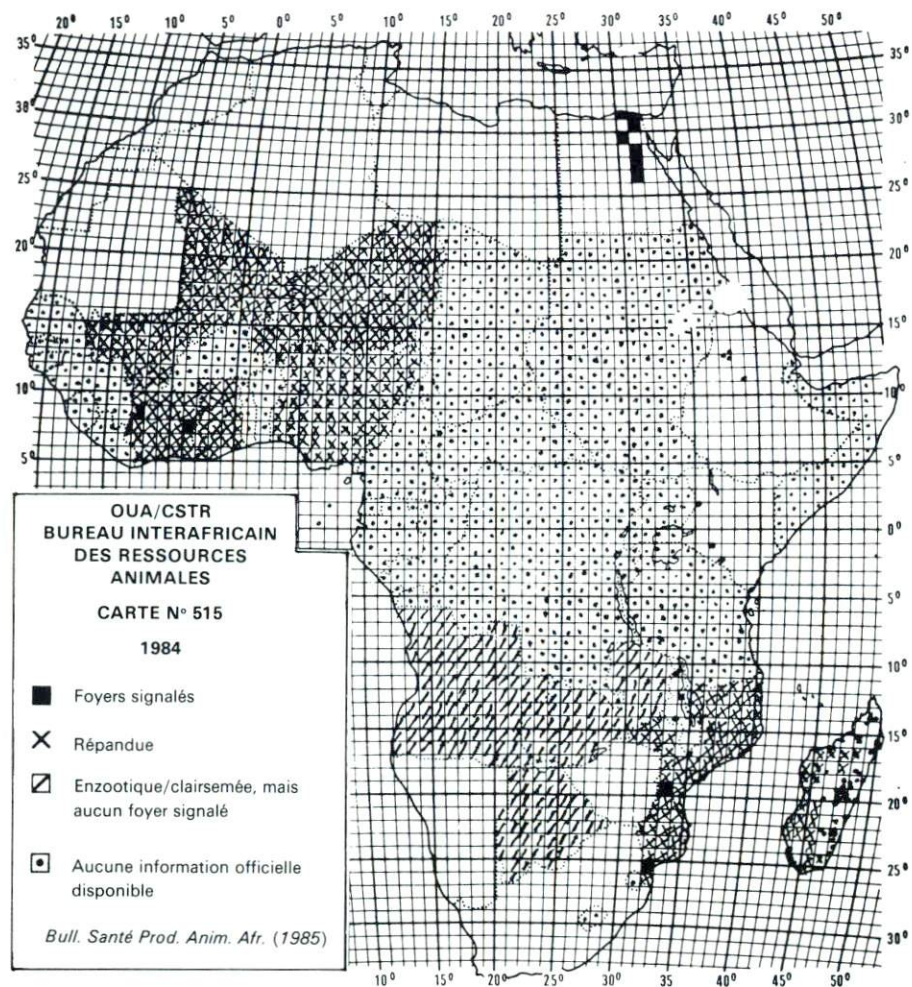 20° 15° 10° 5° 0° 5° 10° 15° 20° 25° 30° 35° 40° 45° 50°
35° 35°
30° 30°
25° 25°
20° 20°
15° 15°
10° 10°
5° 5°
OUA/CSTR
BUREAU INTERAFRICAIN
DES RESSOURCES
ANIMALES
CARTE N° 515
1984
Foyers signalés
Répandue
Enzootique/clairsemée, mais
aucun foyer signalé
Aucune information officielle
disponible
Bull. Santé Prod. Anim. Afr. (1985)
0°
5°
10°
15°
20°
25°
30°
10° 15° 20° 25° 30° 35° 40° 45° 50°